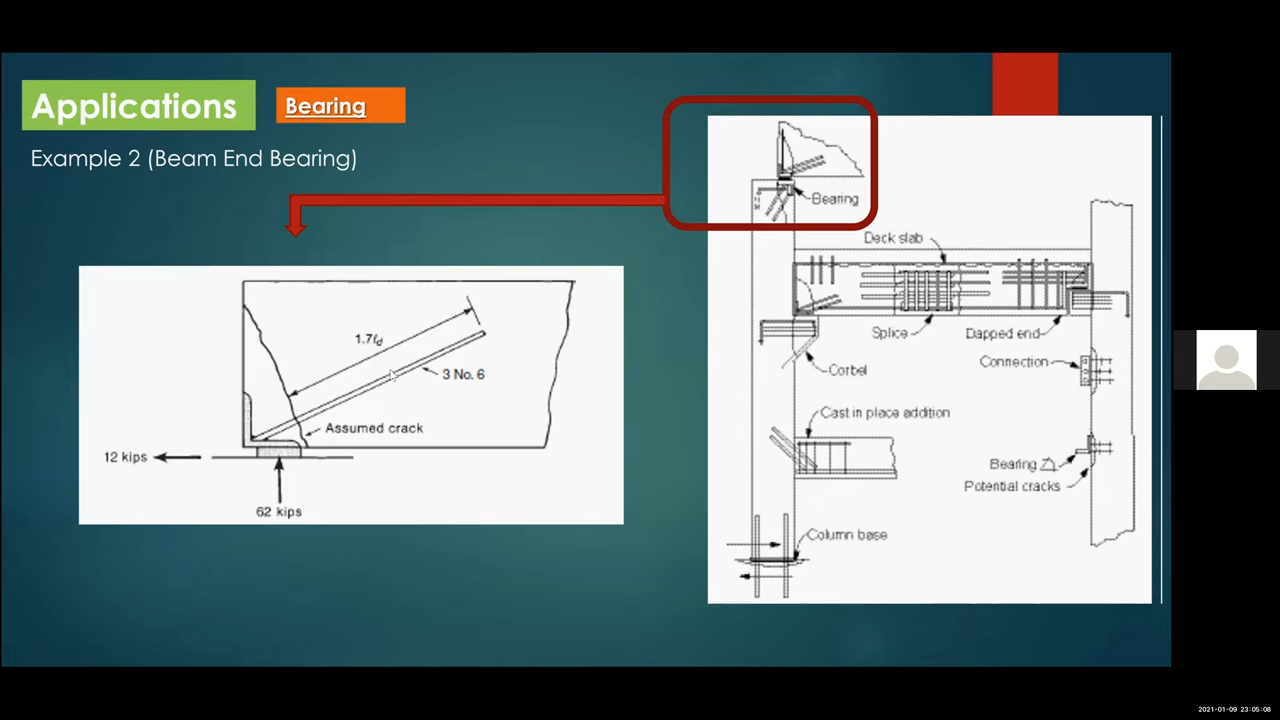 Applications
Bearing
Example 2 (Beam End Bearing)
1.7ℓd
3 No. 6
Assumed crack
12 kips
62 kips
Bearing
Deck slab
Splice
Dapped end
Connection
Corbel
Cast in place addition
Bearing
Potential cracks
Column base
2021-01-09 23:05:08